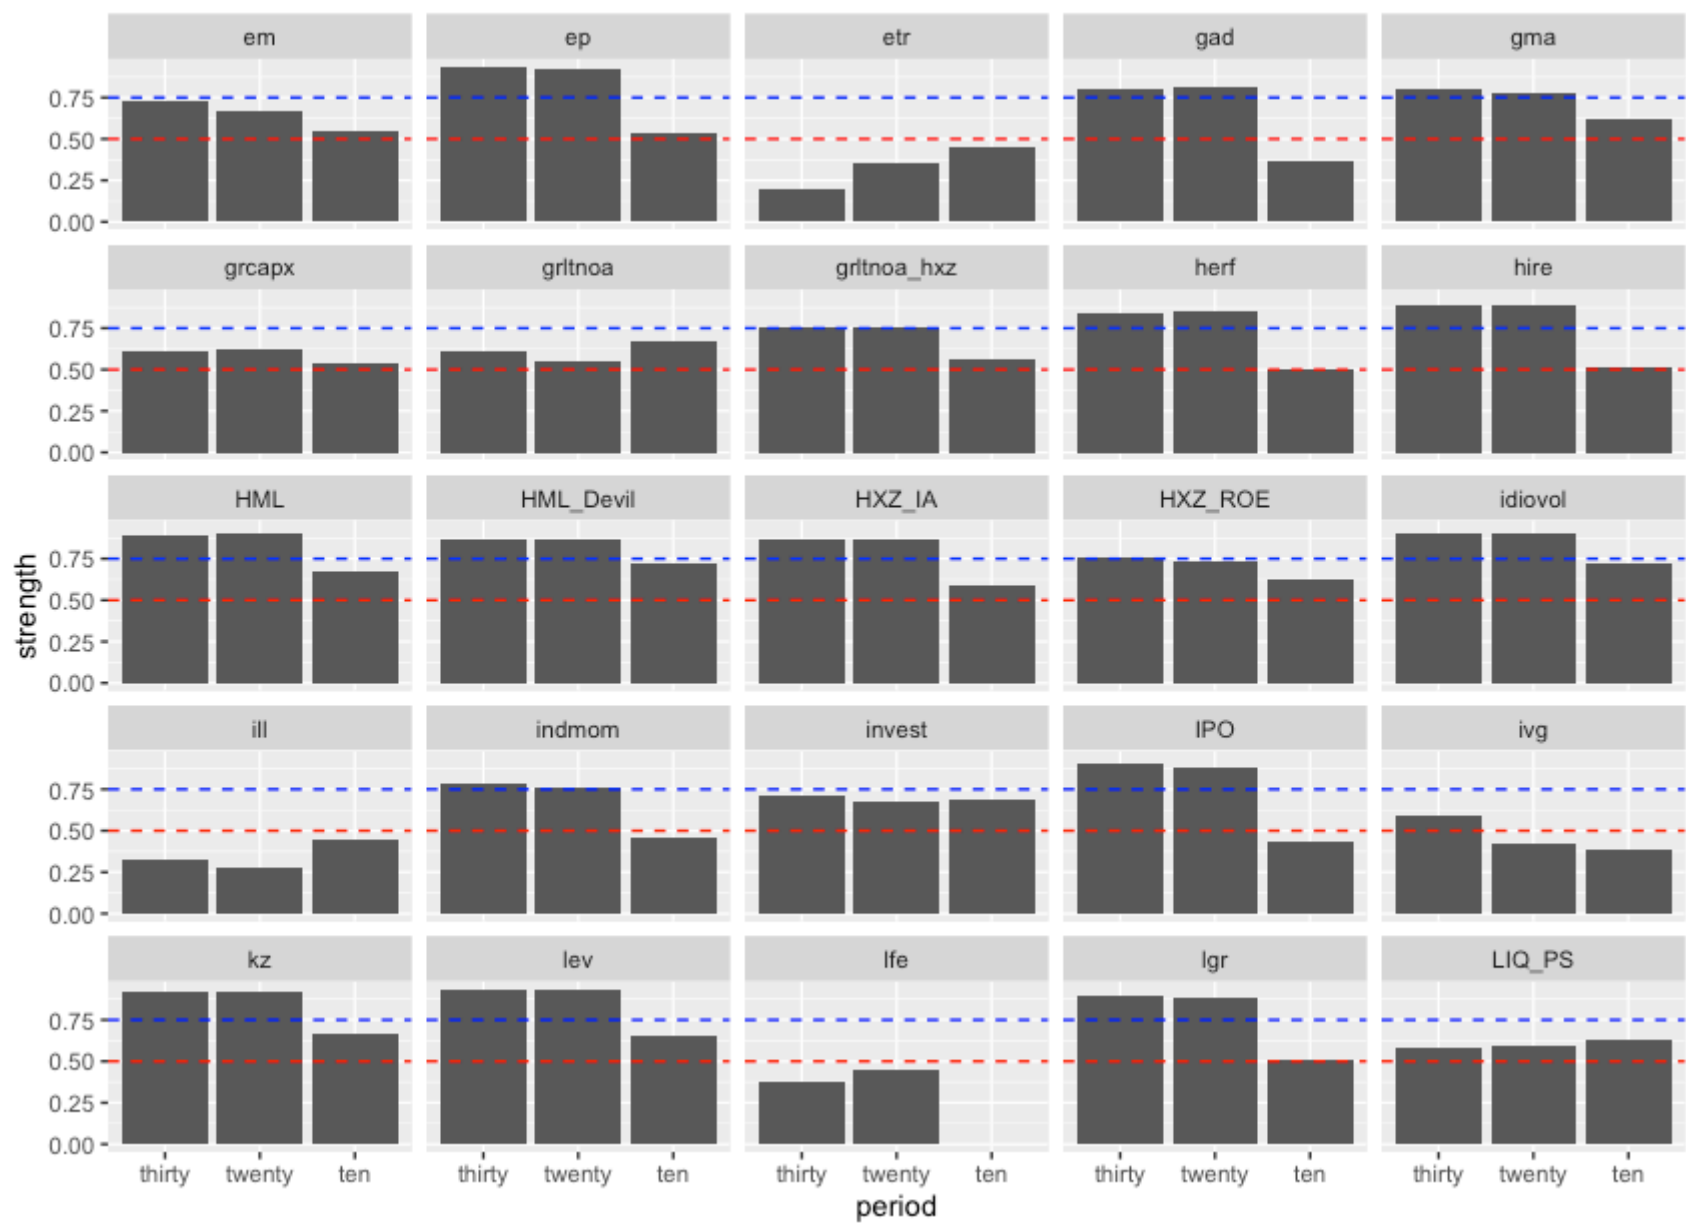 em ep etr gad gma
0.75
0.50
0.25
0.00
grcapx grltnoa grltnoa_hxz herf hire
0.75
0.50
0.25
0.00
HML HML_Devil HXZ_IA HXZ_ROE idiovol
0.75
0.50
0.25
0.00
strength
ill indmom invest IPO ivg
0.75
0.50
0.25
0.00
kz lev lfe lgr LIQ_PS
0.75
0.50
0.25
0.00
thirty twenty ten thirty twenty ten thirty twenty ten thirty twenty ten thirty twenty ten
period